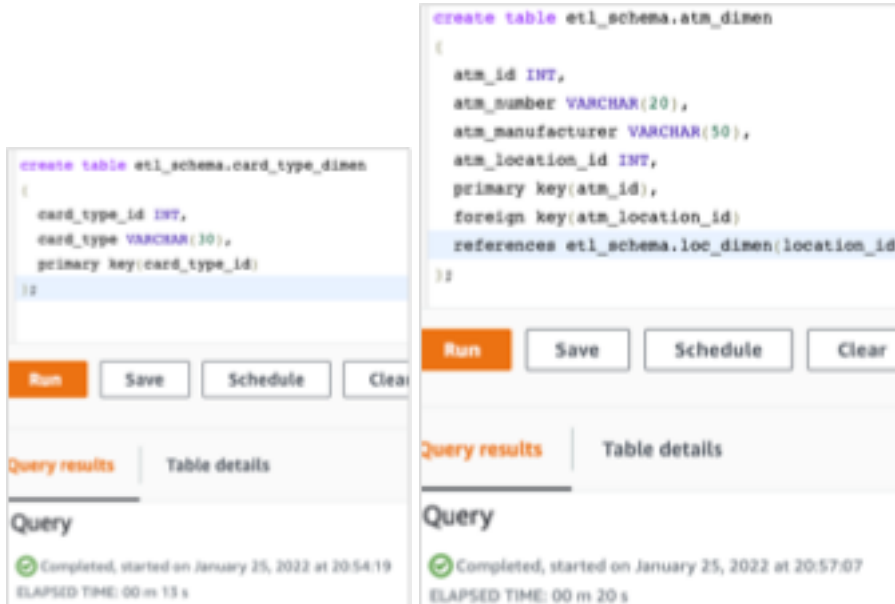 create table etl_schema.card_type_dimen
(
card_type_id INT,
card_type VARCHAR(30),
primary key(card_type_id)
);
Run Save Schedule Clear
Query results Table details
Query
Completed, started on January 25, 2022 at 20:54:19
ELAPSED TIME: 00 m 13 s
create table etl_schema.atm_dimen
(
atm_id INT,
atm_number VARCHAR(20),
atm_manufacturer VARCHAR(50),
atm_location_id INT,
primary key(atm_id),
foreign key(atm_location_id)
references etl_schema.loc_dimen(location_id
);
Run Save Schedule Clear
Query results Table details
Query
Completed, started on January 25, 2022 at 20:57:07
ELAPSED TIME: 00 m 20 s